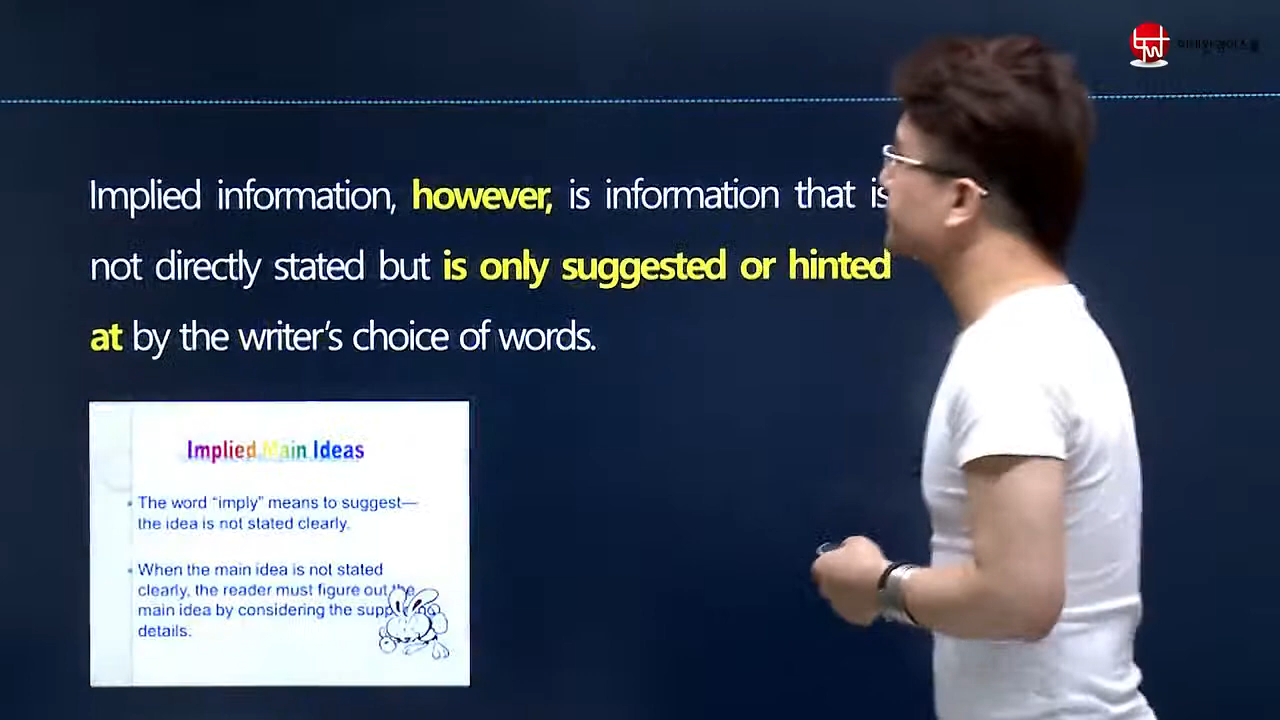 Implied information, however, is information that is
not directly stated but is only suggested or hinted
at by the writer's choice of words.
Implied Main Ideas
The word “imply” means to suggest—
the idea is not stated clearly.
When the main idea is not stated
clearly, the reader must figure out the
main idea by considering the
details.